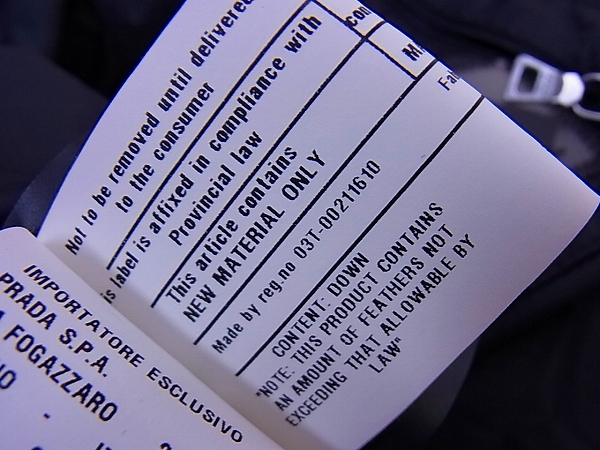 Not to be removed until delivered
to the consumer
label is affixed in compliance with
Provincial law
This article contains
NEW MATERIAL ONLY
Made by reg.no 03T-00211610
CONTENT: DOWN
"NOTE: THIS PRODUCT CONTAINS
AN AMOUNT OF FEATHERS NOT
EXCEEDING THAT ALLOWABLE BY
LAW"
IMPORTATORE ESCLUSIVO
PRADA S.P.A.
FOGAZZARO